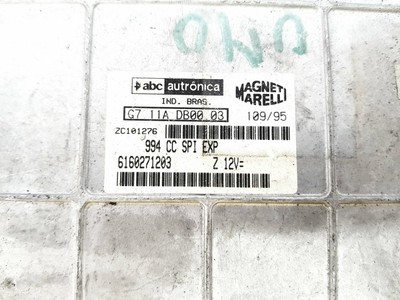 UNO
abc autrônica
MAGNETI MARELLI
IND. BRAS.
G7.11A DB00.03 109/95
ZC101276
994 CC SPI EXP
6160271203 Z 12V=